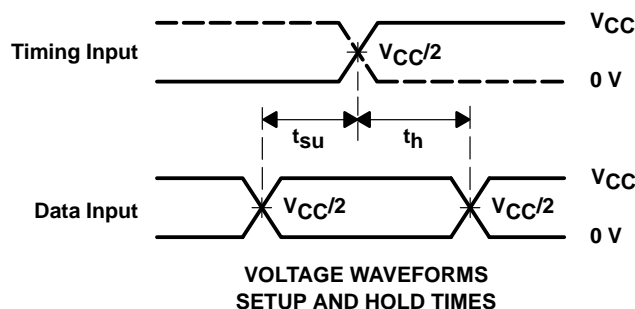 VCC
Timing Input
VCC/2
0 V
tsu
th
VCC
Data Input
VCC/2
VCC/2
0 V
VOLTAGE WAVEFORMS
SETUP AND HOLD TIMES